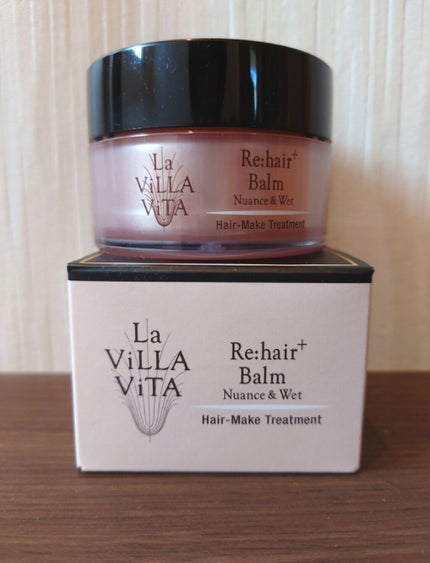 La
ViLLA
ViTA
Re:hair+
Balm
Nuance & Wet
Hair-Make Treatment
La
ViLLA
ViTA
Re:hair+
Balm
Nuance & Wet
Hair-Make Treatment